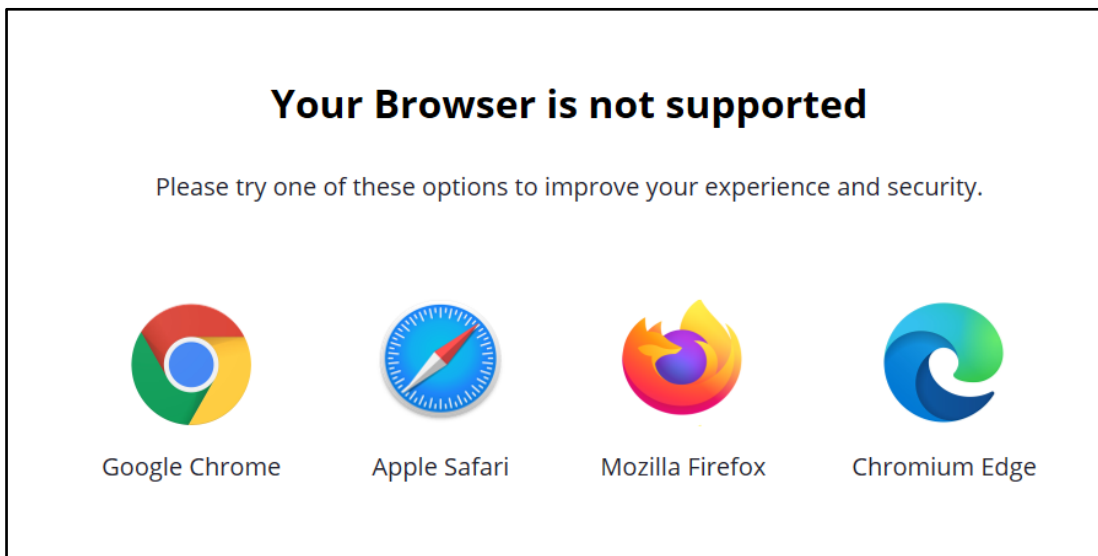 Your Browser is not supported
Please try one of these options to improve your experience and security.
Google Chrome
Apple Safari
Mozilla Firefox
Chromium Edge